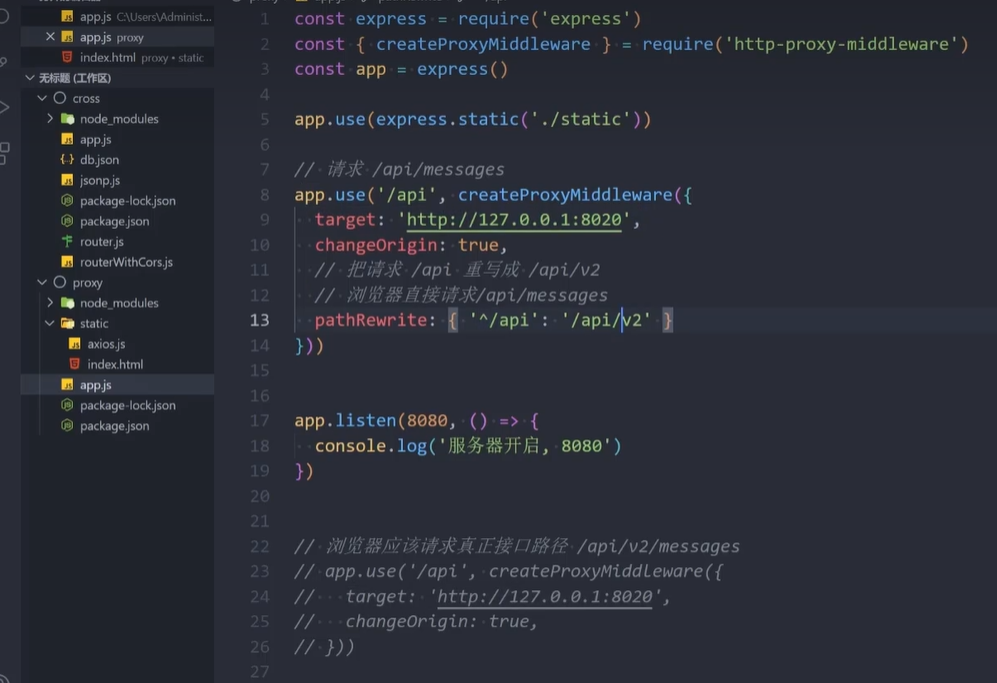 app.js C:\Users\Administ...
app.js proxy
index.html proxy • static
无标题 (工作区)
cross
node_modules
app.js
db.json
jsonp.js
package-lock.json
package.json
router.js
routerWithCors.js
proxy
node_modules
static
axios.js
index.html
app.js
package-lock.json
package.json
1 const express = require('express')
2 const { createProxyMiddleware } = require('http-proxy-middleware')
3 const app = express()
4
5 app.use(express.static('./static'))
6
7 // 请求 /api/messages
8 app.use('/api', createProxyMiddleware({
9 target: 'http://127.0.0.1:8020',
10 changeOrigin: true,
11 // 把请求 /api 重写成 /api/v2
12 // 浏览器直接请求/api/messages
13 pathRewrite: { '^/api': '/api/v2' }
14 }))
15
16
17 app.listen(8080, () => {
18 console.log('服务器开启, 8080')
19 })
20
21
22 // 浏览器应该请求真正接口路径 /api/v2/messages
23 // app.use('/api', createProxyMiddleware({
24 // target: 'http://127.0.0.1:8020',
25 // changeOrigin: true,
26 // }))
27